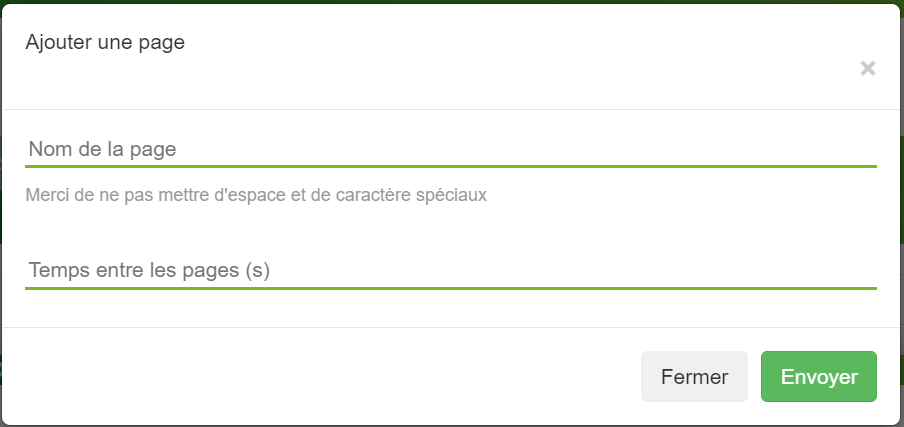 Ajouter une page
×
Nom de la page
Merci de ne pas mettre d'espace et de caractère spéciaux
Temps entre les pages (s)
Fermer
Envoyer